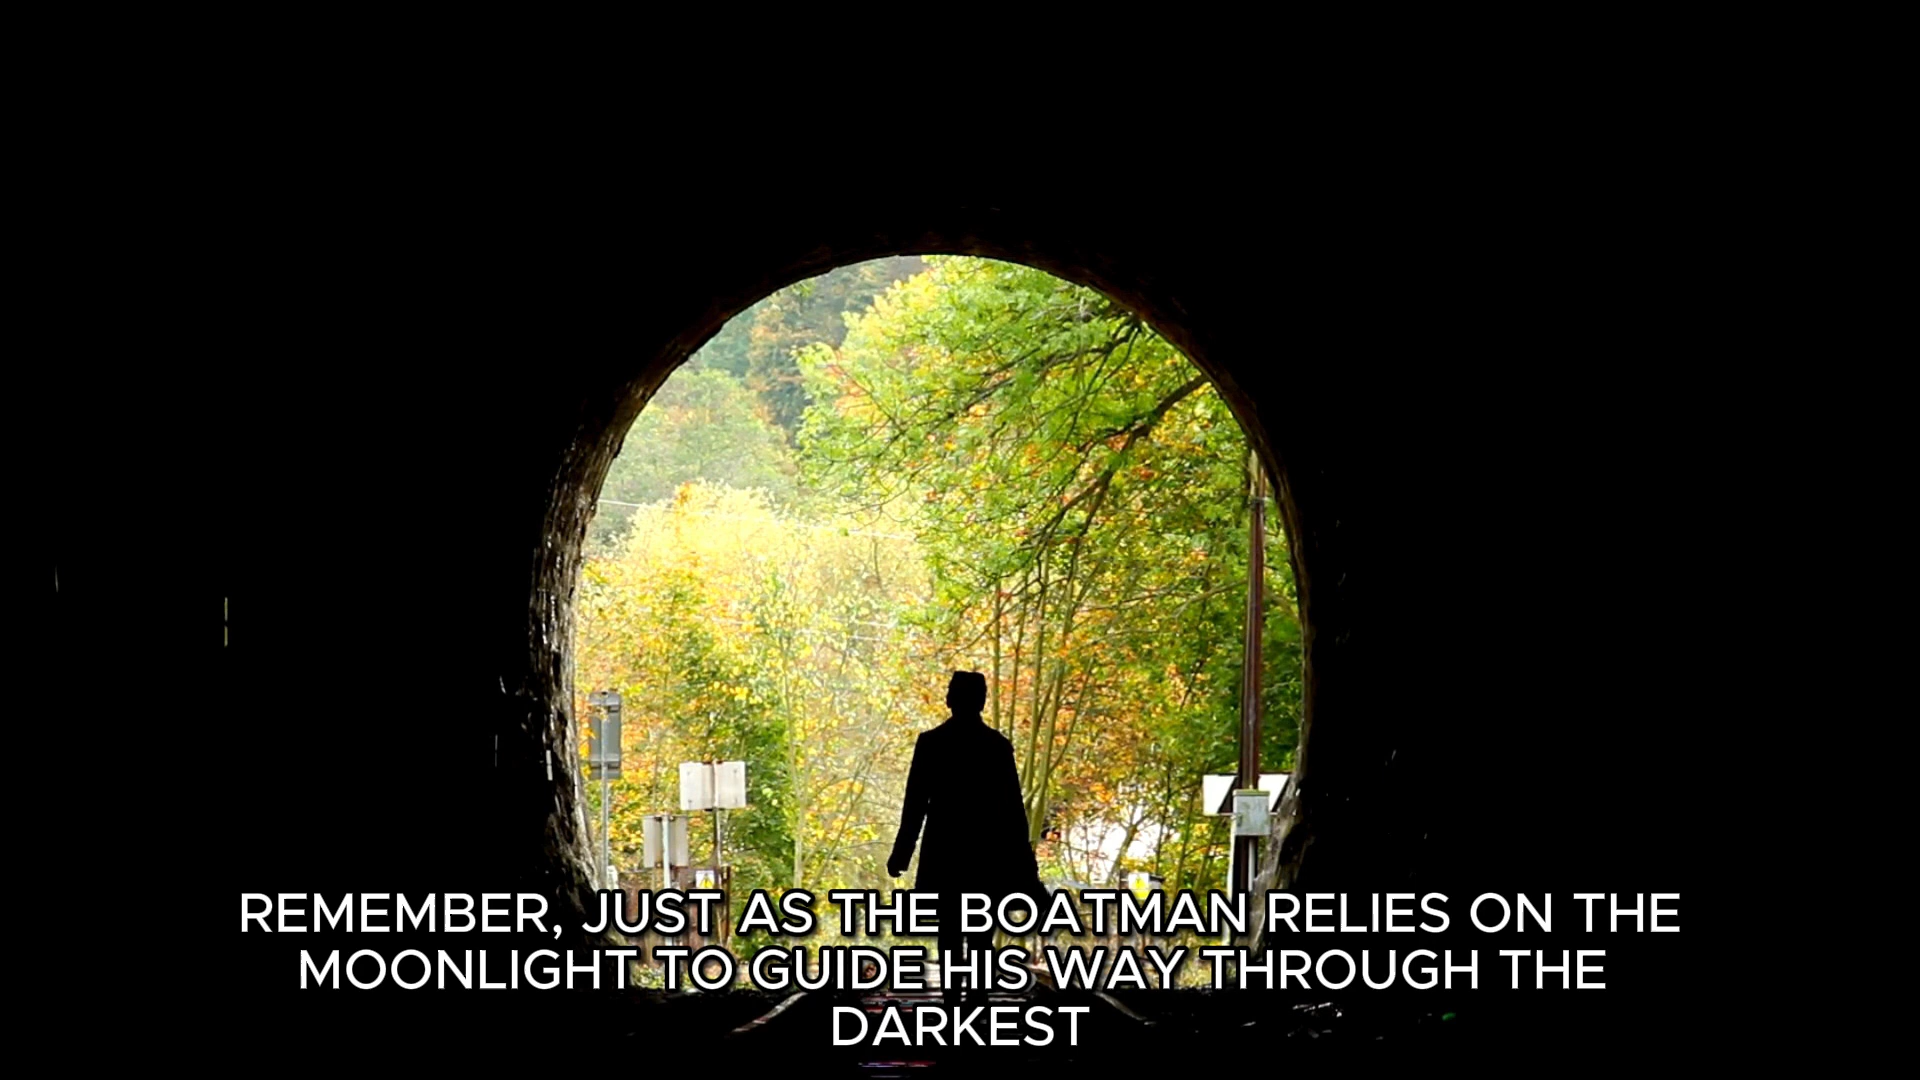 REMEMBER, JUST AS THE BOATMAN RELIES ON THE
MOONLIGHT TO GUIDE HIS WAY THROUGH THE
DARKEST